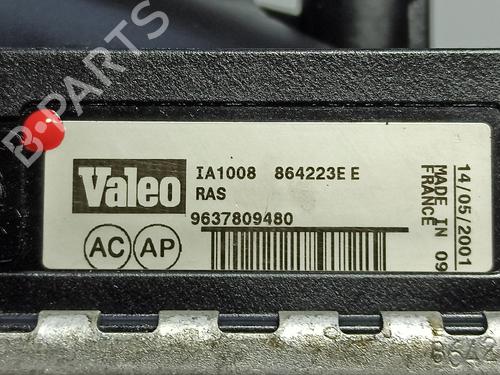 B-PARTS
Valeo
IA1008 864223E E
RAS
9637809480
AC AP
14/05/2001
MADE IN 09
FRANCE